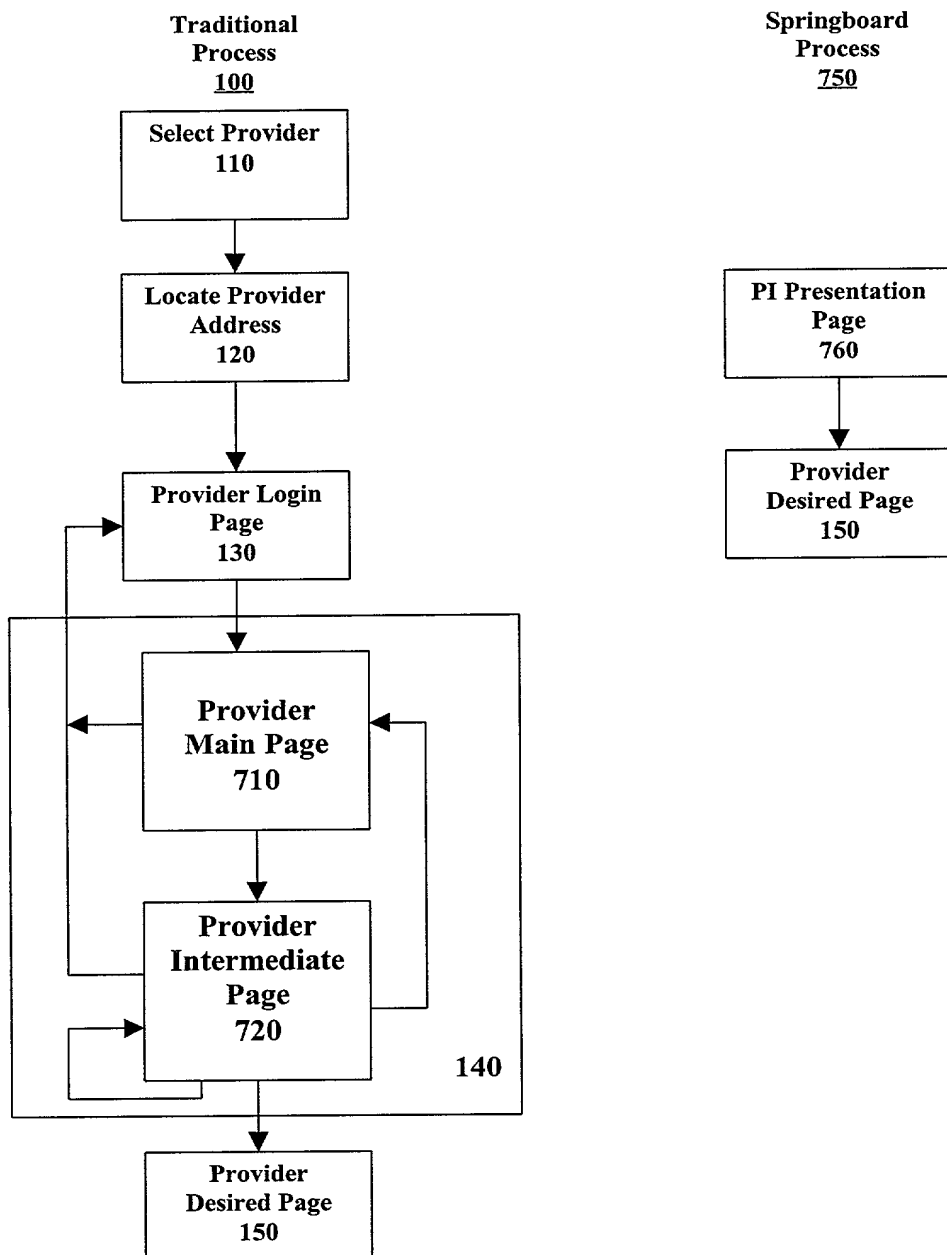 Traditional
Process
100
Select Provider
110
Locate Provider
Address
120
Provider Login
Page
130
Provider
Main Page
710
Provider
Intermediate
Page
720
140
Provider
Desired Page
150
Springboard
Process
750
PI Presentation
Page
760
Provider
Desired Page
150